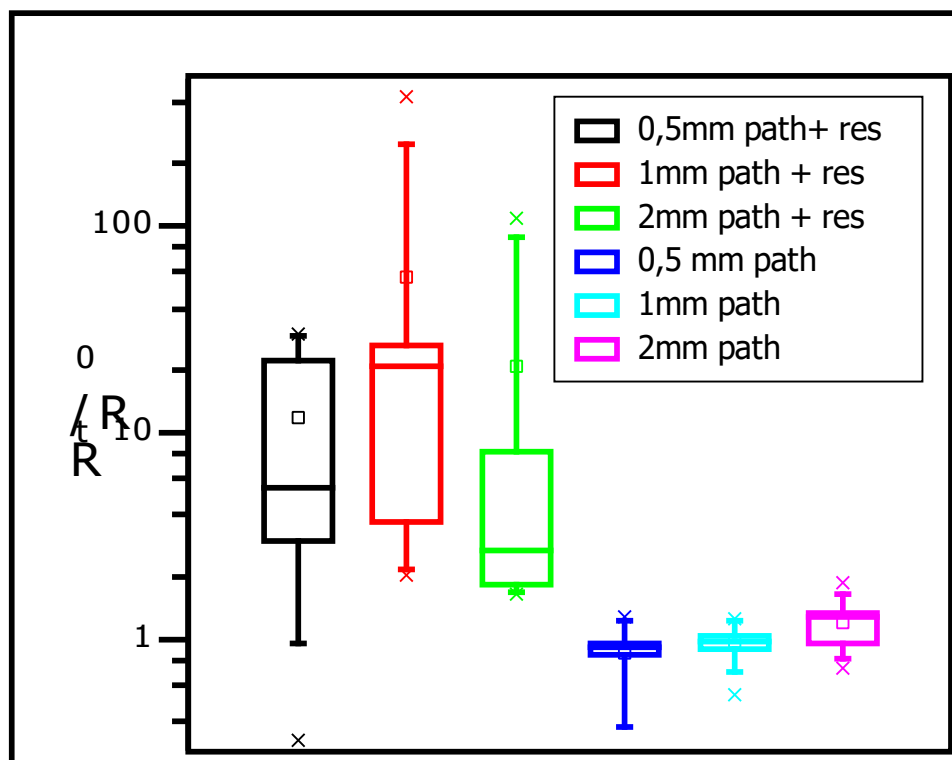 0,5mm path+ res
1mm path + res
2mm path + res
0,5 mm path
1mm path
2mm path
100
10
1
R
t
/R
0